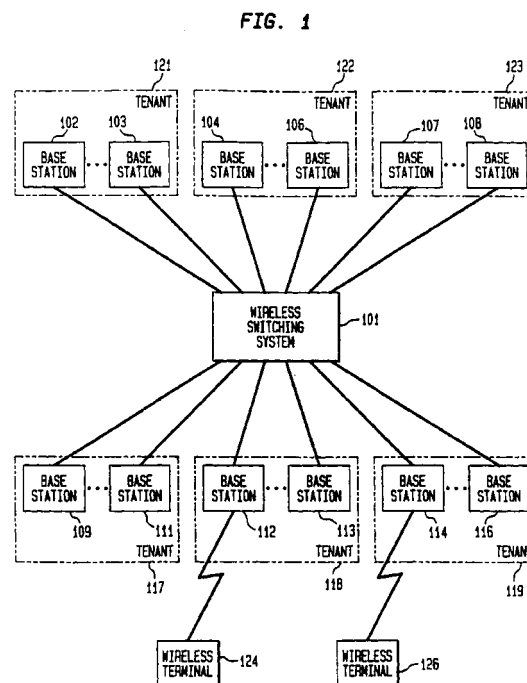 FIG. 1
121
122
123
TENANT
TENANT
TENANT
102
103
104
106
107
108
BASE STATION
BASE STATION
BASE STATION
BASE STATION
BASE STATION
BASE STATION
WIRELESS
SWITCHING
SYSTEM
101
BASE STATION
BASE STATION
BASE STATION
BASE STATION
BASE STATION
BASE STATION
109
111
112
113
114
116
TENANT
TENANT
TENANT
117
118
119
WIRELESS TERMINAL
124
WIRELESS TERMINAL
126